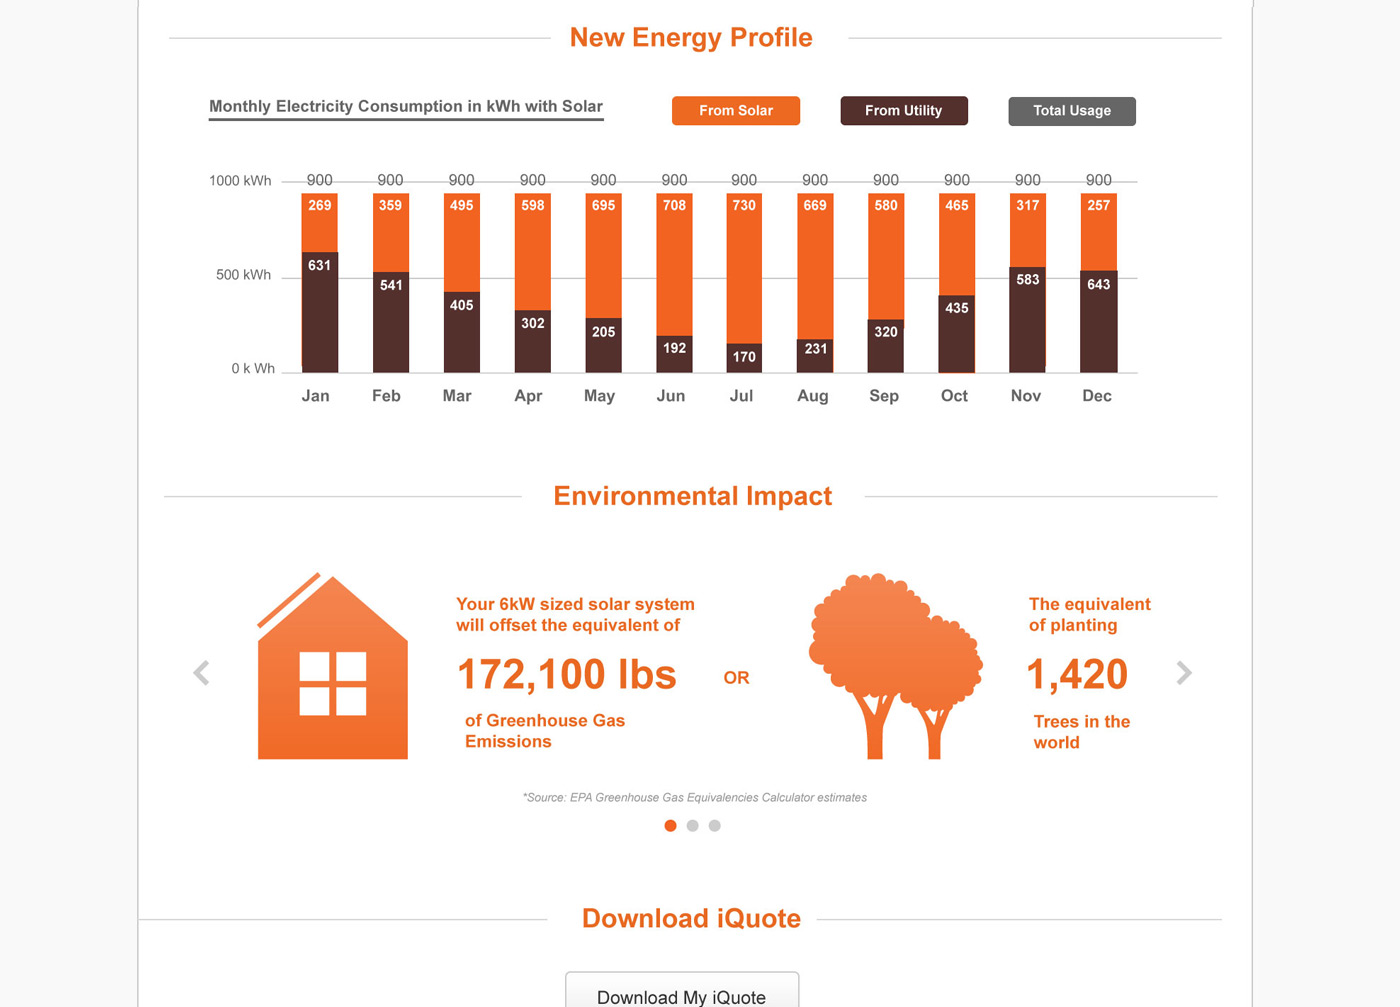 New Energy Profile
Monthly Electricity Consumption in kWh with Solar
From Solar
From Utility
Total Usage
1000 kWh
900 900 900 900 900 900 900 900 900 900 900 900
269 359 495 598 695 708 730 669 580 465 317 257
500 kWh
631 541 405 302 205 192 170 231 320 435 583 643
0 k Wh
Jan Feb Mar Apr May Jun Jul Aug Sep Oct Nov Dec
Environmental Impact
Your 6kW sized solar system
will offset the equivalent of
172,100 lbs
of Greenhouse Gas
Emissions
OR
The equivalent
of planting
1,420
Trees in the
world
*Source: EPA Greenhouse Gas Equivalencies Calculator estimates
Download iQuote
Download My iQuote